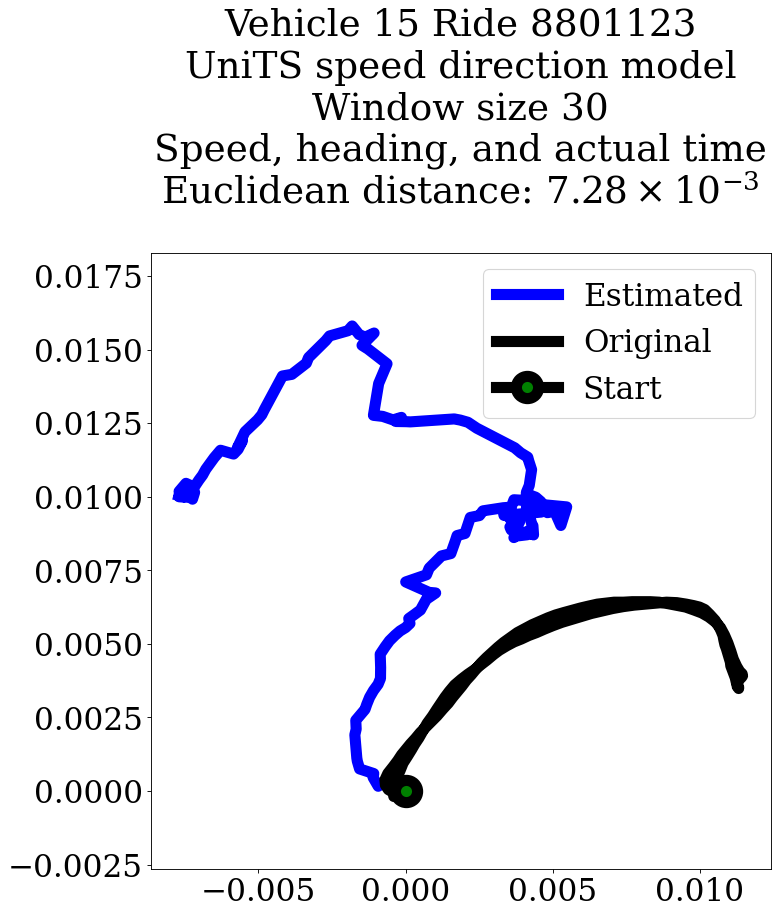 Vehicle 15 Ride 8801123
UniTS speed direction model
Window size 30
Speed, heading, and actual time
Euclidean distance: 7.28 × 10⁻³
Estimated
Original
Start
0.0175
0.0150
0.0125
0.0100
0.0075
0.0050
0.0025
0.0000
−0.0025
−0.005
0.000
0.005
0.010